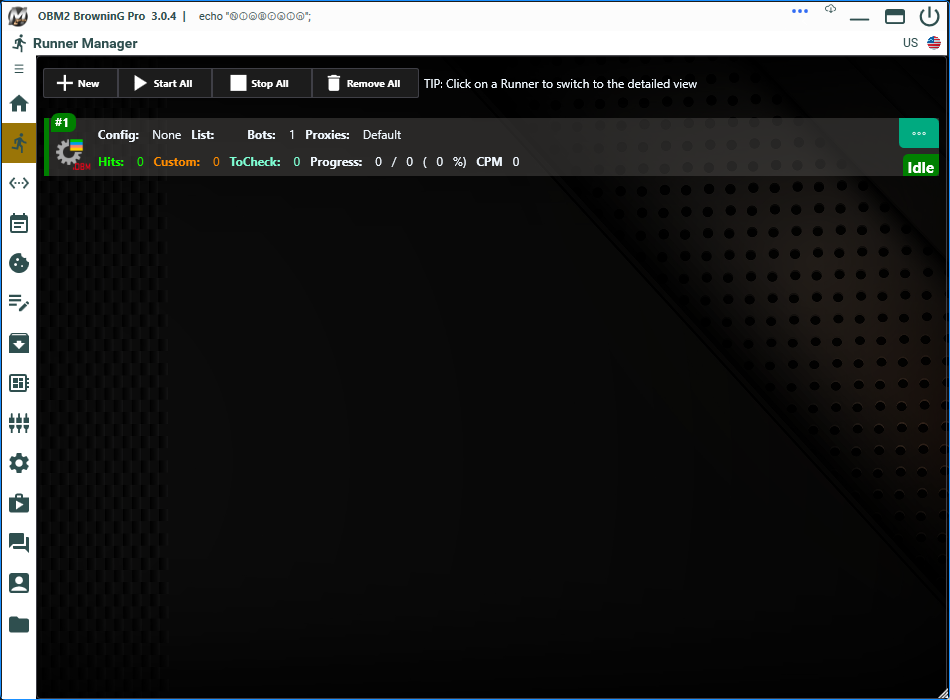 OBM2 BrowninG Pro 3.0.4 | echo "ⓃⓘⓞⒷⓡⓐⓘⓝ";
Runner Manager US
New Start All Stop All Remove All TIP: Click on a Runner to switch to the detailed view
#1
Config: None List: Bots: 1 Proxies: Default
Hits: 0 Custom: 0 ToCheck: 0 Progress: 0 / 0 ( 0 %) CPM 0
OBM
Idle